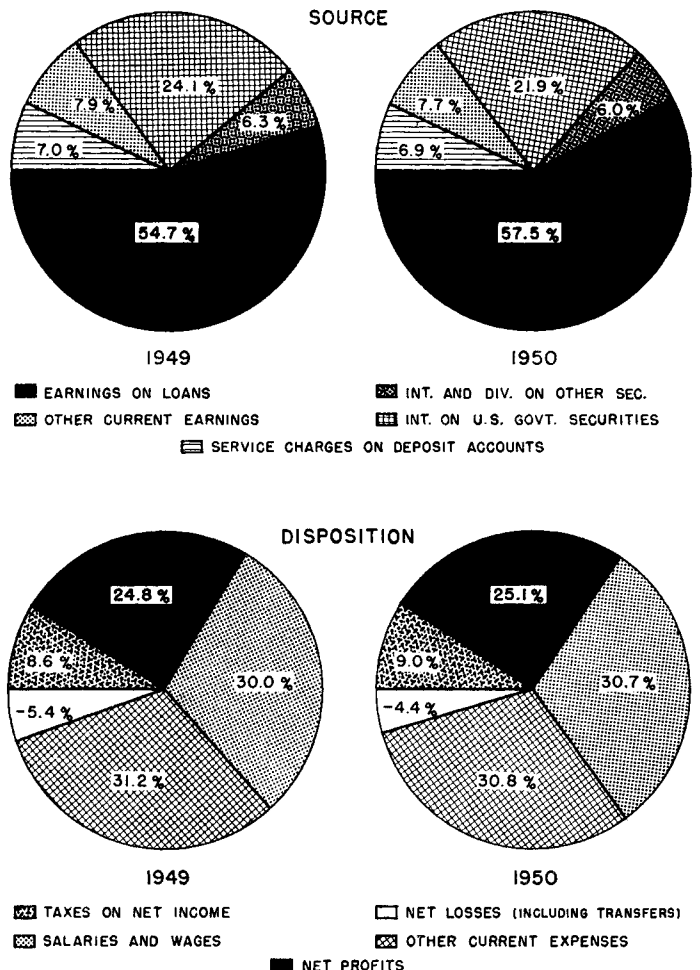 SOURCE
24.1 %
7.9 %
6.3 %
7.0 %
54.7 %
21.9 %
7.7 %
6.0 %
6.9 %
57.5 %
1949
1950
EARNINGS ON LOANS
INT. AND DIV. ON OTHER SEC.
OTHER CURRENT EARNINGS
INT. ON U.S. GOVT. SECURITIES
SERVICE CHARGES ON DEPOSIT ACCOUNTS
DISPOSITION
24.8 %
8.6 %
30.0 %
-5.4 %
31.2 %
25.1 %
9.0 %
30.7 %
-4.4 %
30.8 %
1949
1950
TAXES ON NET INCOME
NET LOSSES (INCLUDING TRANSFERS)
SALARIES AND WAGES
OTHER CURRENT EXPENSES
NET PROFITS